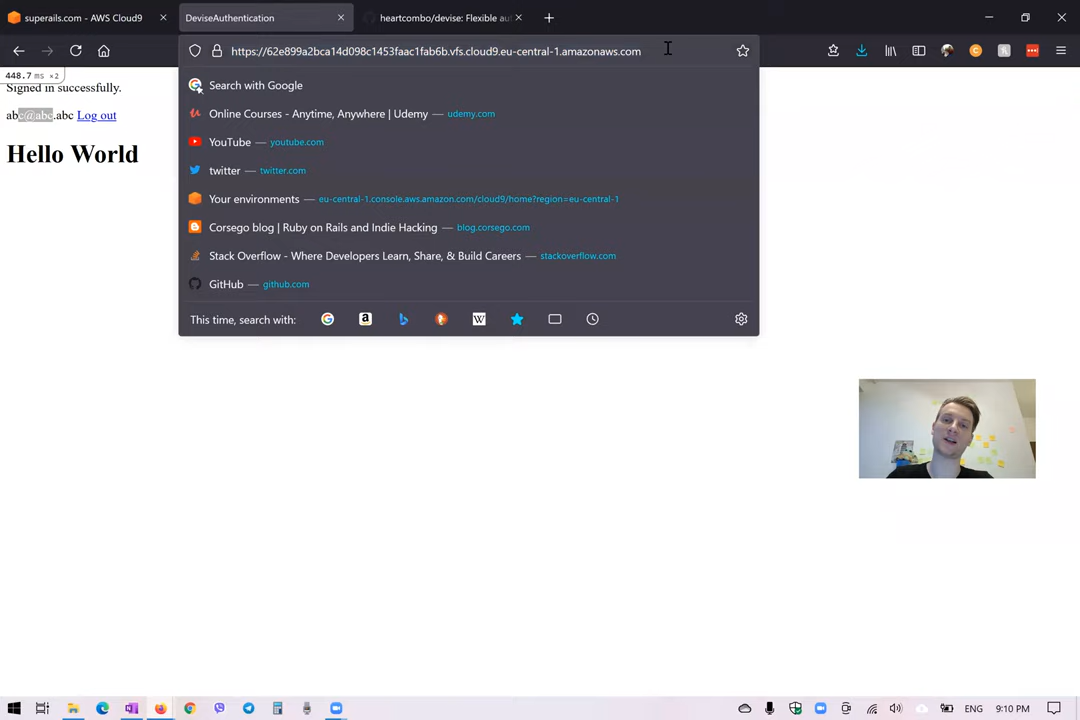 superails.com - AWS Cloud9
DeviseAuthentication
heartcombo/devise: Flexible au
https://62e899a2bca14d098c1453faac1fab6b.vfs.cloud9.eu-central-1.amazonaws.com
448.7 ms ×2
Signed in successfully.
abc@abc.abc Log out
Hello World
Search with Google
Online Courses - Anytime, Anywhere | Udemy — udemy.com
YouTube — youtube.com
twitter — twitter.com
Your environments — eu-central-1.console.aws.amazon.com/cloud9/home?region=eu-central-1
Corsego blog | Ruby on Rails and Indie Hacking — blog.corsego.com
Stack Overflow - Where Developers Learn, Share, & Build Careers — stackoverflow.com
GitHub — github.com
This time, search with:
ENG
9:10 PM